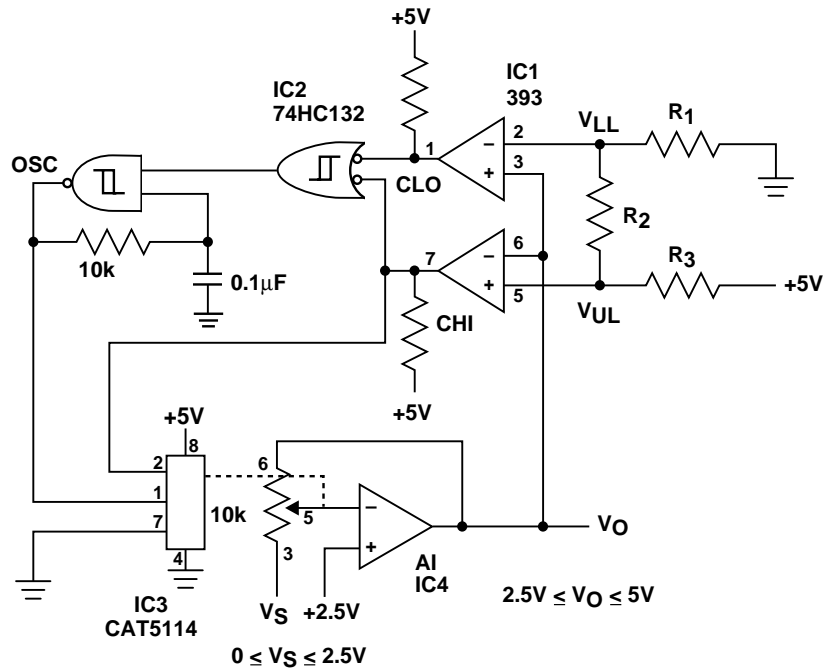 +5V
IC1
393
IC2
74HC132
VLL
R1
1
2
3
OSC
CLO
R2
7
6
5
R3
10k
0.1µF
CHI
VUL
+5V
+5V
+5V
8
2
6
1
10k
5
7
4
3
AI
IC4
VO
IC3
CAT5114
VS
+2.5V
2.5V ≤ VO ≤ 5V
0 ≤ VS ≤ 2.5V
–
+
–
+
–
+